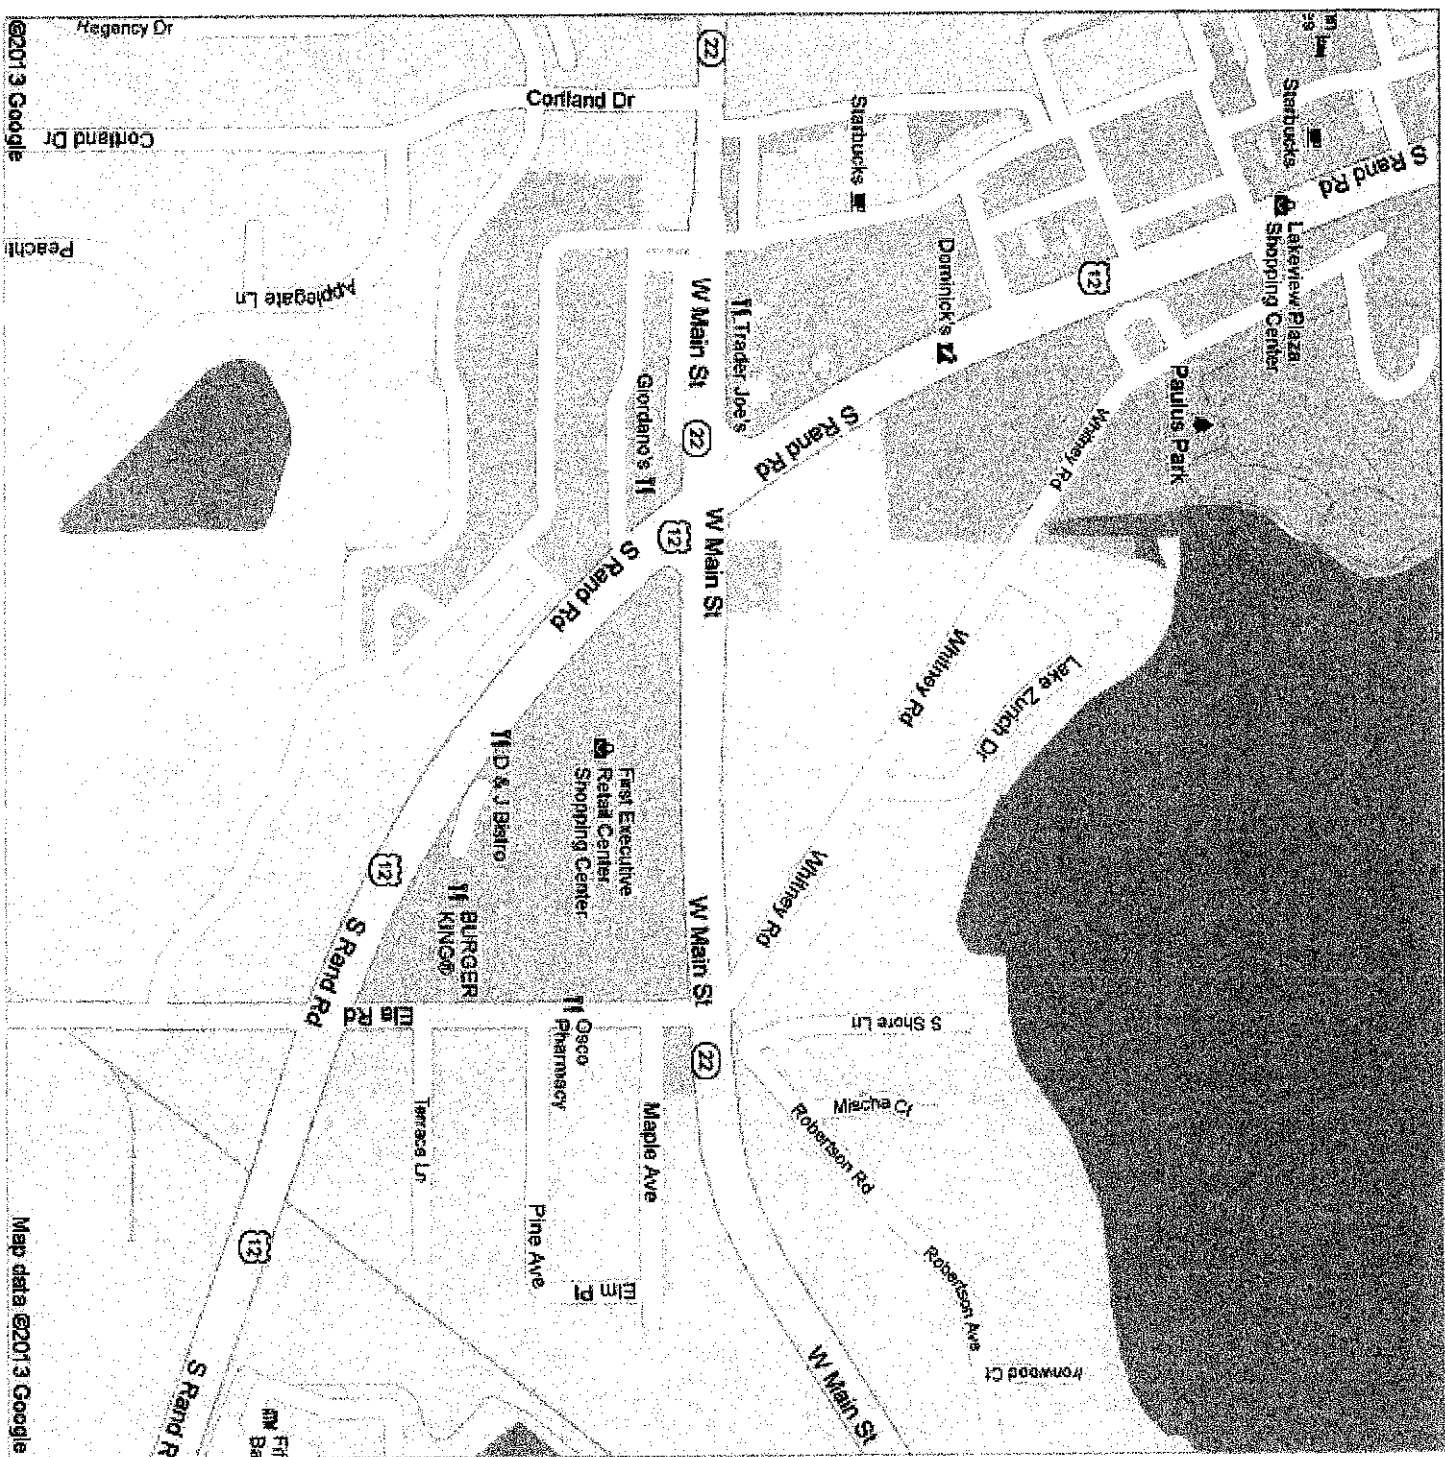 ©2013 Google
Regency Dr
Cortland Dr
Cortland Dr
Peach
Applegate Ln
22
Starbucks
Starbucks
S Rand Rd
Lakeview Plaza
Shopping Center
12
Dominick's
W Main St
Trader Joe's
Giordano's
22
S Rand Rd
Paulus Park
Whitney Rd
12
W Main St
S Rand Rd
Whitney Rd
Lake Zurich Dr
D & J Bistro
First Executive
Retail Center
Shopping Center
Whitney Rd
12
BURGER
KING®
S Rand Rd
W Main St
Ela Rd
Osco
Pharmacy
22
S Shore Ln
Mischa Ct
Robertson Rd
Terrace Ln
Maple Ave
Pine Ave
Elm Pl
Robertson Ave
Ironwood Ct
12
W Main St
S Rand R
Map data ©2013 Google